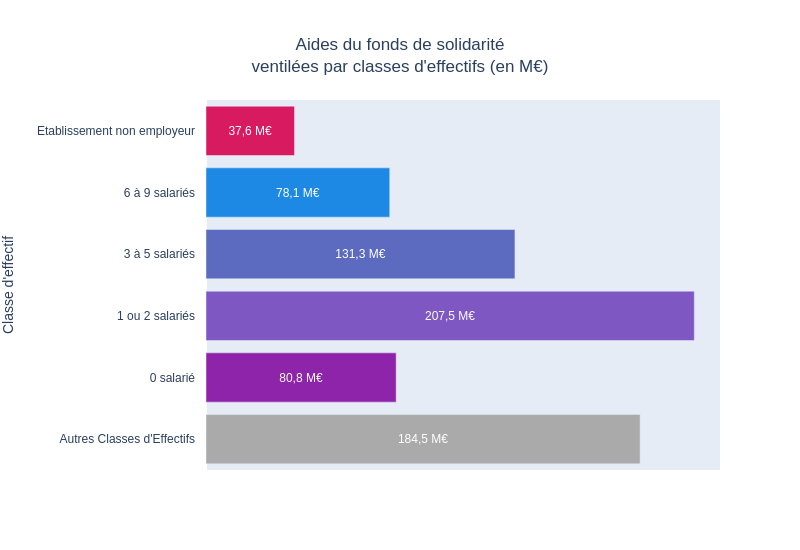 Aides du fonds de solidarité
ventilées par classes d'effectifs (en M€)
Classe d'effectif
Etablissement non employeur
37,6 M€
6 à 9 salariés
78,1 M€
3 à 5 salariés
131,3 M€
1 ou 2 salariés
207,5 M€
0 salarié
80,8 M€
Autres Classes d'Effectifs
184,5 M€